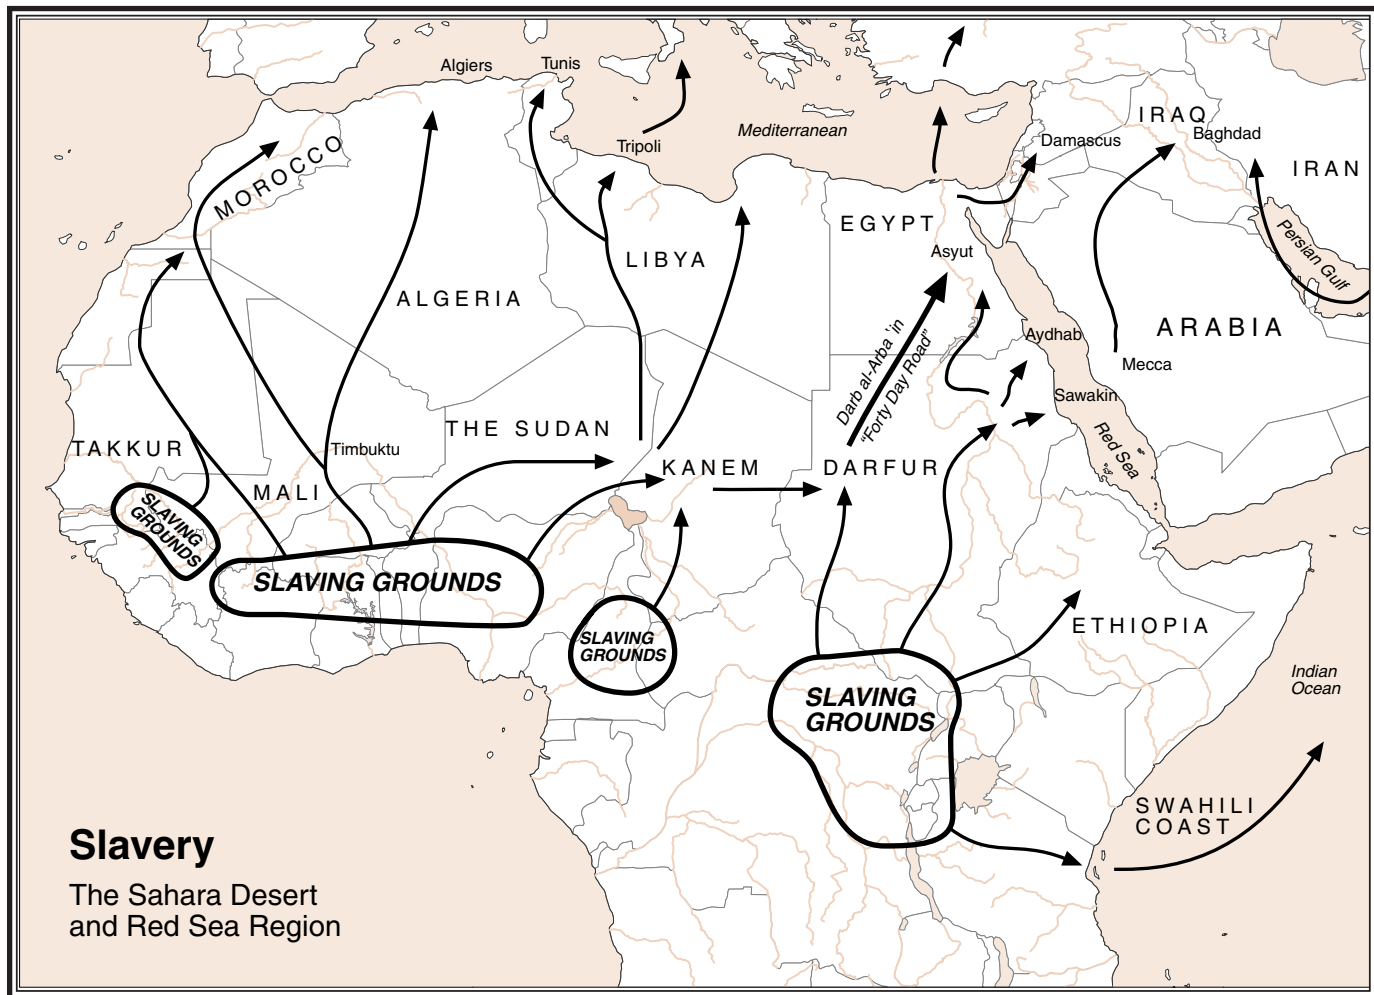 Algiers
Tunis
Tripoli
Mediterranean
Damascus
IRAQ
Baghdad
IRAN
MOROCCO
EGYPT
Asyut
LIBYA
Persian Gulf
ALGERIA
Darb al-Arba`in
“Forty Day Road”
Aydhab
ARABIA
Mecca
Sawakin
Red Sea
TAKKUR
Timbuktu
THE SUDAN
KANEM
DARFUR
MALI
SLAVING
GROUNDS
SLAVING GROUNDS
SLAVING
GROUNDS
ETHIOPIA
SLAVING
GROUNDS
Indian
Ocean
SWAHILI
COAST
Slavery
The Sahara Desert
and Red Sea Region